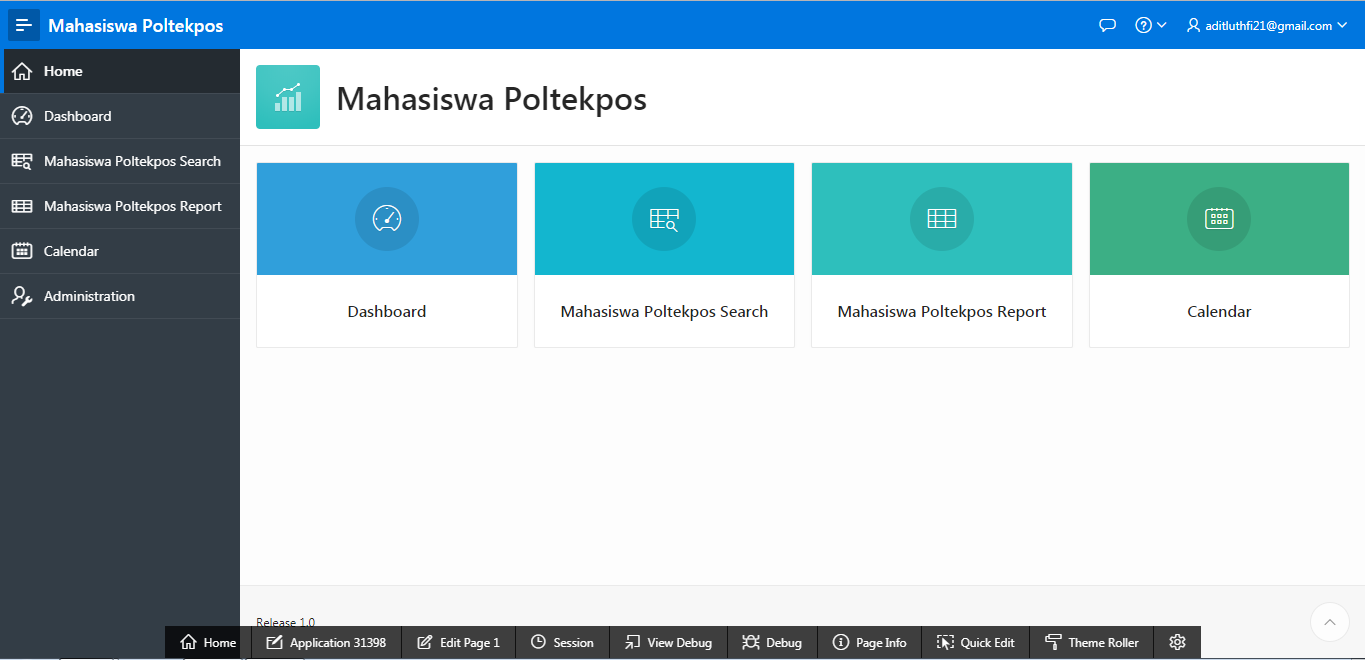 Mahasiswa Poltekpos
aditluthfi21@gmail.com
Home
Dashboard
Mahasiswa Poltekpos Search
Mahasiswa Poltekpos Report
Calendar
Administration
Mahasiswa Poltekpos
Dashboard
Mahasiswa Poltekpos Search
Mahasiswa Poltekpos Report
Calendar
Release 1.0
Home
Application 31398
Edit Page 1
Session
View Debug
Debug
Page Info
Quick Edit
Theme Roller